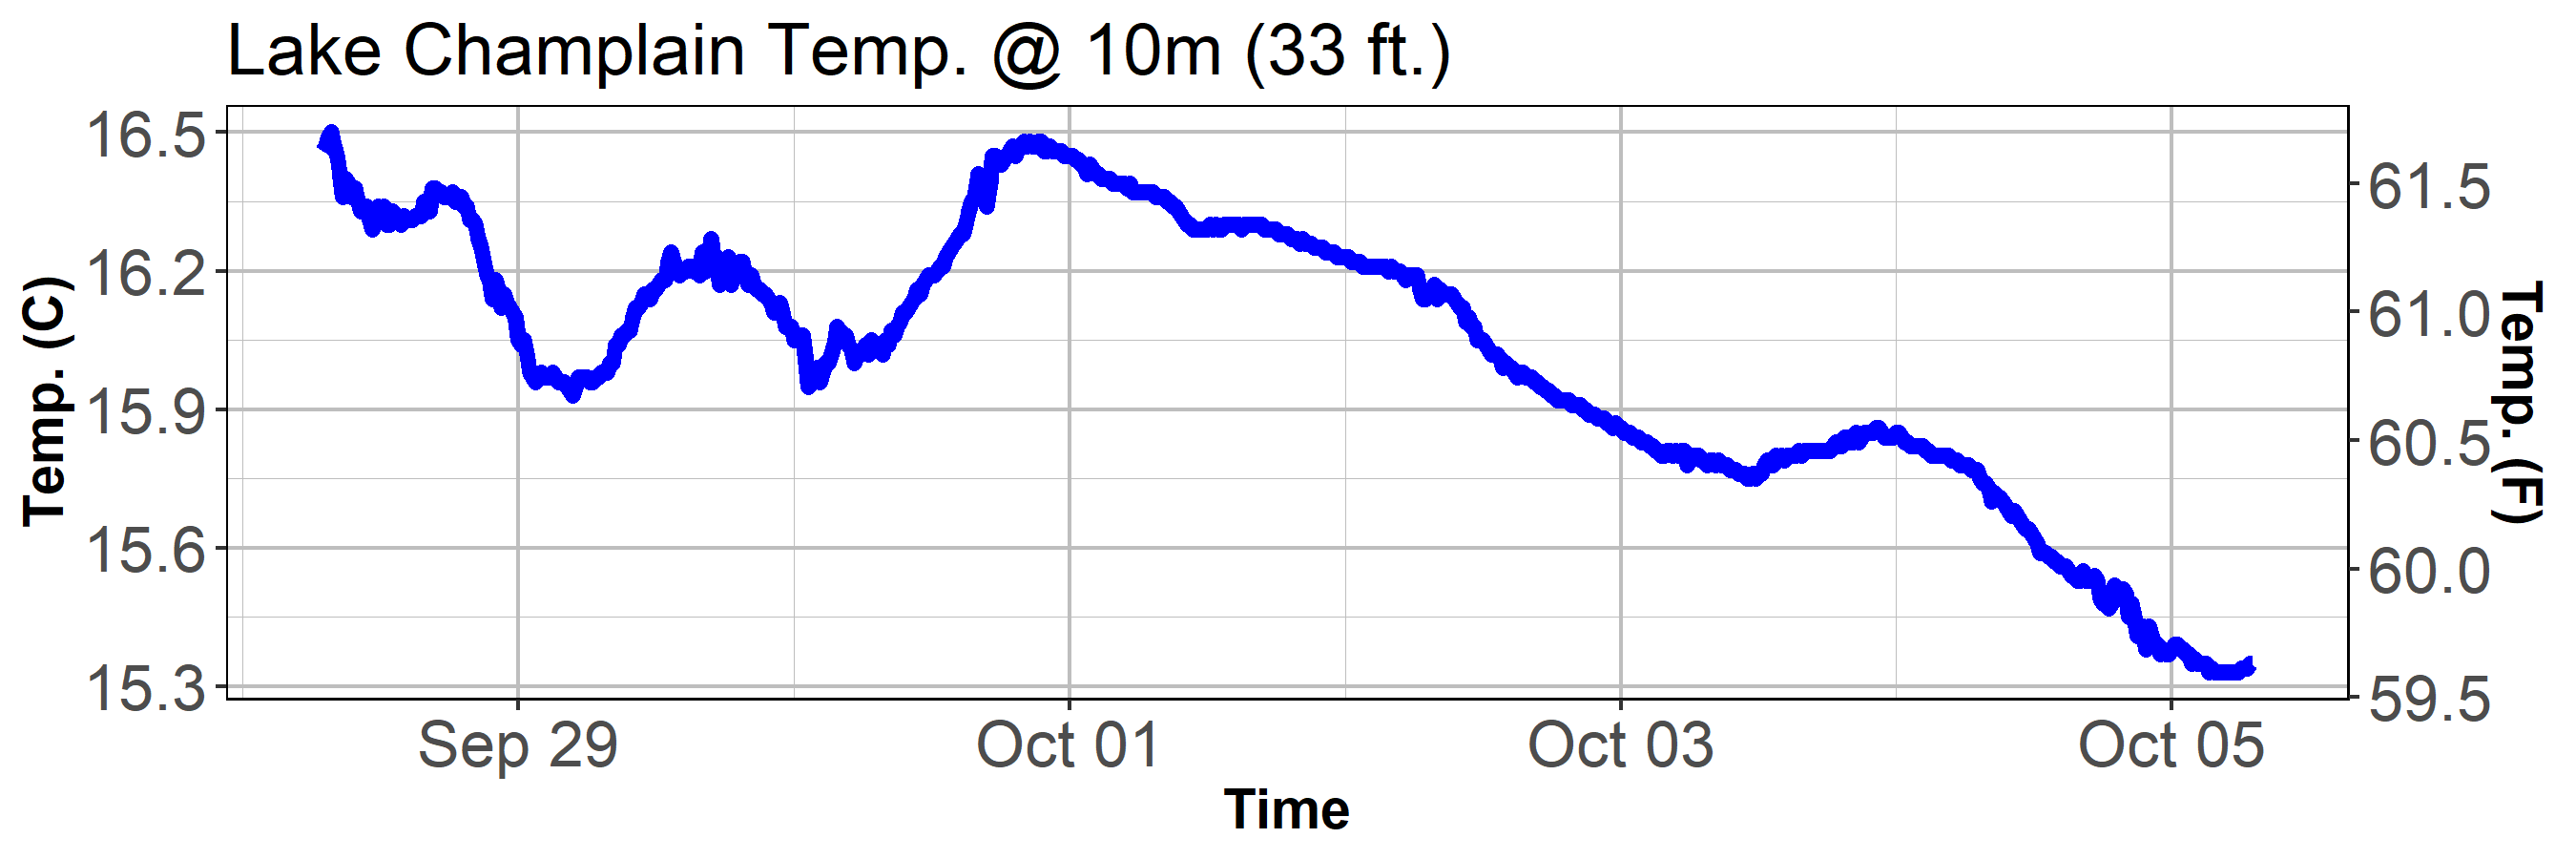 Lake Champlain Temp. @ 10m (33 ft.)
16.5
16.2
15.9
15.6
15.3
Temp. (C)
61.5
61.0
60.5
60.0
59.5
Temp. (F)
Sep 29
Oct 01
Oct 03
Oct 05
Time